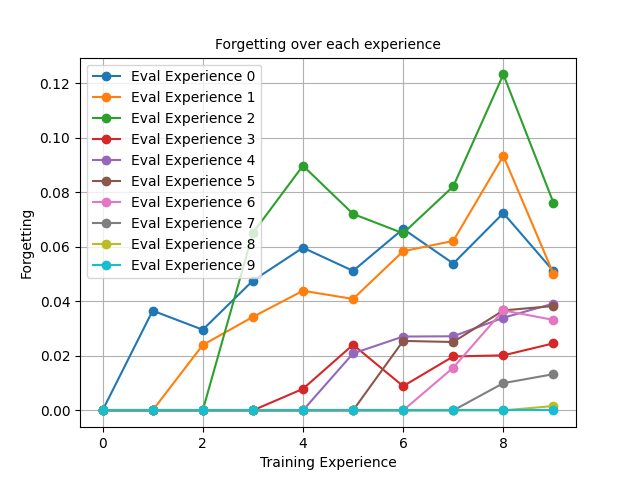 Forgetting over each experience
Eval Experience 0
Eval Experience 1
Eval Experience 2
Eval Experience 3
Eval Experience 4
Eval Experience 5
Eval Experience 6
Eval Experience 7
Eval Experience 8
Eval Experience 9
0.12
0.10
0.08
0.06
0.04
0.02
0.00
Forgetting
0 2 4 6 8
Training Experience